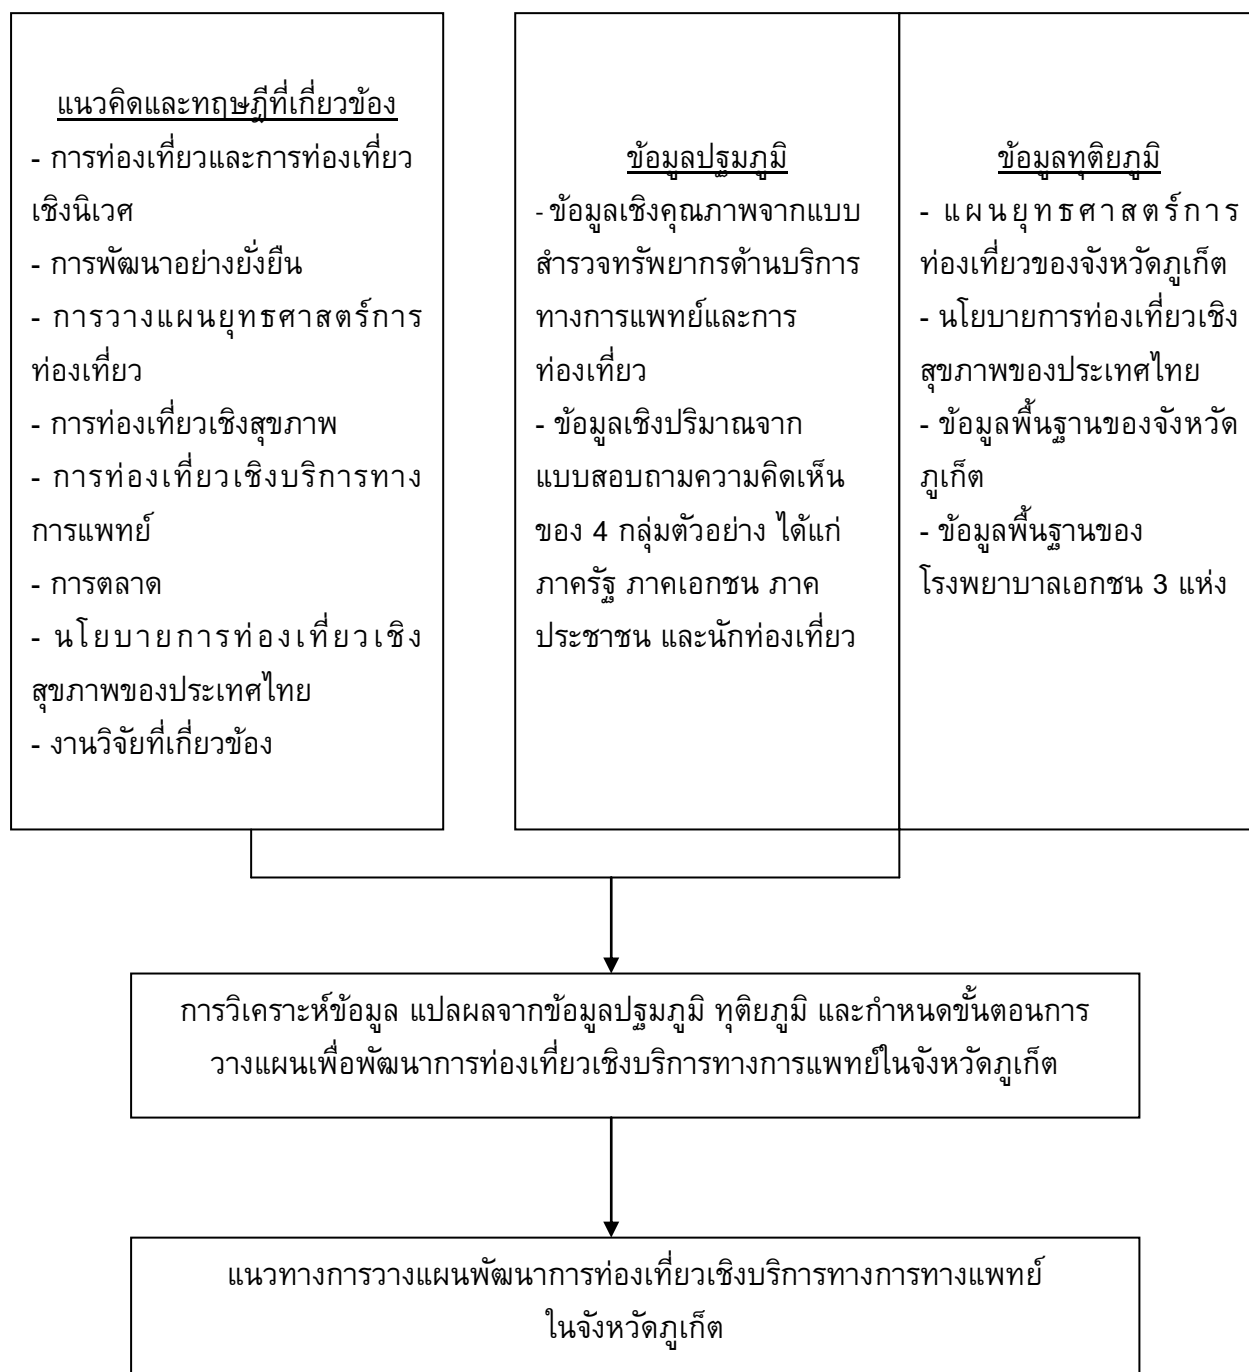 แนวคิดและทฤษฎีที่เกี่ยวข้อง
- การท่องเที่ยวและการท่องเที่ยว
เชิงนิเวศ
- การพัฒนาอย่างยั่งยืน
- การวางแผนยุทธศาสตร์การ
ท่องเที่ยว
- การท่องเที่ยวเชิงสุขภาพ
- การท่องเที่ยวเชิงบริการทาง
การแพทย์
- การตลาด
- นโยบายการท่องเที่ยวเชิง
สุขภาพของประเทศไทย
- งานวิจัยที่เกี่ยวข้อง
ข้อมูลปฐมภูมิ
- ข้อมูลเชิงคุณภาพจากแบบ
สำรวจทรัพยากรด้านบริการ
ทางการแพทย์และการ
ท่องเที่ยว
- ข้อมูลเชิงปริมาณจาก
แบบสอบถามความคิดเห็น
ของ 4 กลุ่มตัวอย่าง ได้แก่
ภาครัฐ ภาคเอกชน ภาค
ประชาชน และนักท่องเที่ยว
ข้อมูลทุติยภูมิ
- แผนยุทธศาสตร์การ
ท่องเที่ยวของจังหวัดภูเก็ต
- นโยบายการท่องเที่ยวเชิง
สุขภาพของประเทศไทย
- ข้อมูลพื้นฐานของจังหวัด
ภูเก็ต
- ข้อมูลพื้นฐานของ
โรงพยาบาลเอกชน 3 แห่ง
การวิเคราะห์ข้อมูล แปลผลจากข้อมูลปฐมภูมิ ทุติยภูมิ และกำหนดขั้นตอนการ
วางแผนเพื่อพัฒนาการท่องเที่ยวเชิงบริการทางการแพทย์ในจังหวัดภูเก็ต
แนวทางการวางแผนพัฒนาการท่องเที่ยวเชิงบริการทางการทางแพทย์
ในจังหวัดภูเก็ต